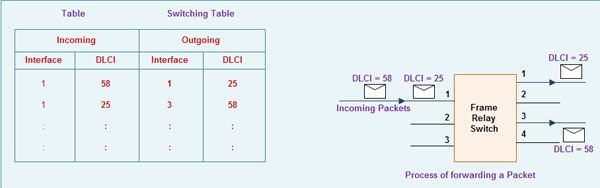 Table Switching Table
Incoming Outgoing
Interface DLCI Interface DLCI
1 58 1 25
1 25 3 58
: : : :
: : : :
DLCI = 58 DLCI = 25
Incoming Packets
1
2
3
Frame
Relay
Switch
1
2
3
4
DLCI = 25
DLCI = 58
Process of forwarding a Packet